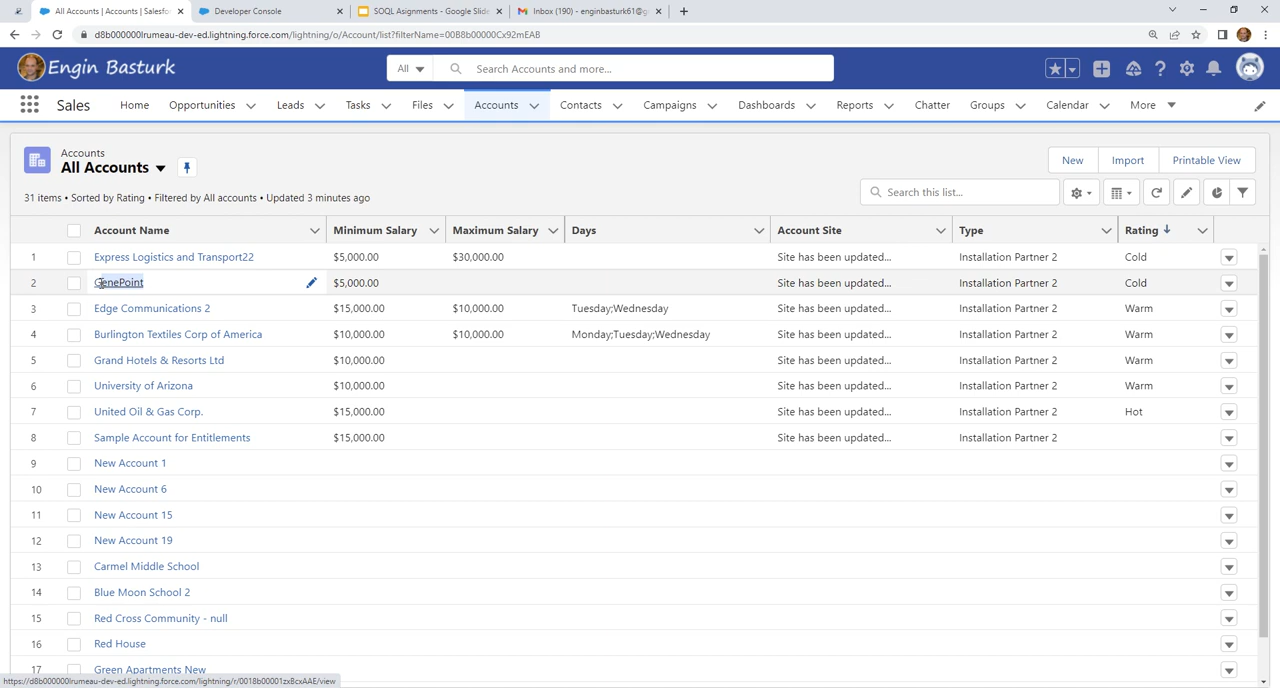 All Accounts | Accounts | Salesfo
Developer Console
SOQL Asignments - Google Slide
Inbox (190) - enginbasturk61@g
d8b000000lrumeau-dev-ed.lightning.force.com/lightning/o/Account/list?filterName=00B8b00000Cx92mEAB
Engin Basturk
All
Search Accounts and more...
Sales
Home
Opportunities
Leads
Tasks
Files
Accounts
Contacts
Campaigns
Dashboards
Reports
Chatter
Groups
Calendar
More
Accounts
All Accounts
New
Import
Printable View
31 items • Sorted by Rating • Filtered by All accounts • Updated 3 minutes ago
Search this list...
Account Name Minimum Salary Maximum Salary Days Account Site Type Rating
1 Express Logistics and Transport22 $5,000.00 $30,000.00 Site has been updated... Installation Partner 2 Cold
2 GenePoint $5,000.00 Site has been updated... Installation Partner 2 Cold
3 Edge Communications 2 $15,000.00 $10,000.00 Tuesday;Wednesday Site has been updated... Installation Partner 2 Warm
4 Burlington Textiles Corp of America $10,000.00 $10,000.00 Monday;Tuesday;Wednesday Site has been updated... Installation Partner 2 Warm
5 Grand Hotels & Resorts Ltd $10,000.00 Site has been updated... Installation Partner 2 Warm
6 University of Arizona $10,000.00 Site has been updated... Installation Partner 2 Warm
7 United Oil & Gas Corp. $15,000.00 Site has been updated... Installation Partner 2 Hot
8 Sample Account for Entitlements $15,000.00 Site has been updated... Installation Partner 2
9 New Account 1
10 New Account 6
11 New Account 15
12 New Account 19
13 Carmel Middle School
14 Blue Moon School 2
15 Red Cross Community - null
16 Red House
17 Green Apartments New
https://d8b000000lrumeau-dev-ed.lightning.force.com/lightning/r/0018b00001zxBcxAAE/view